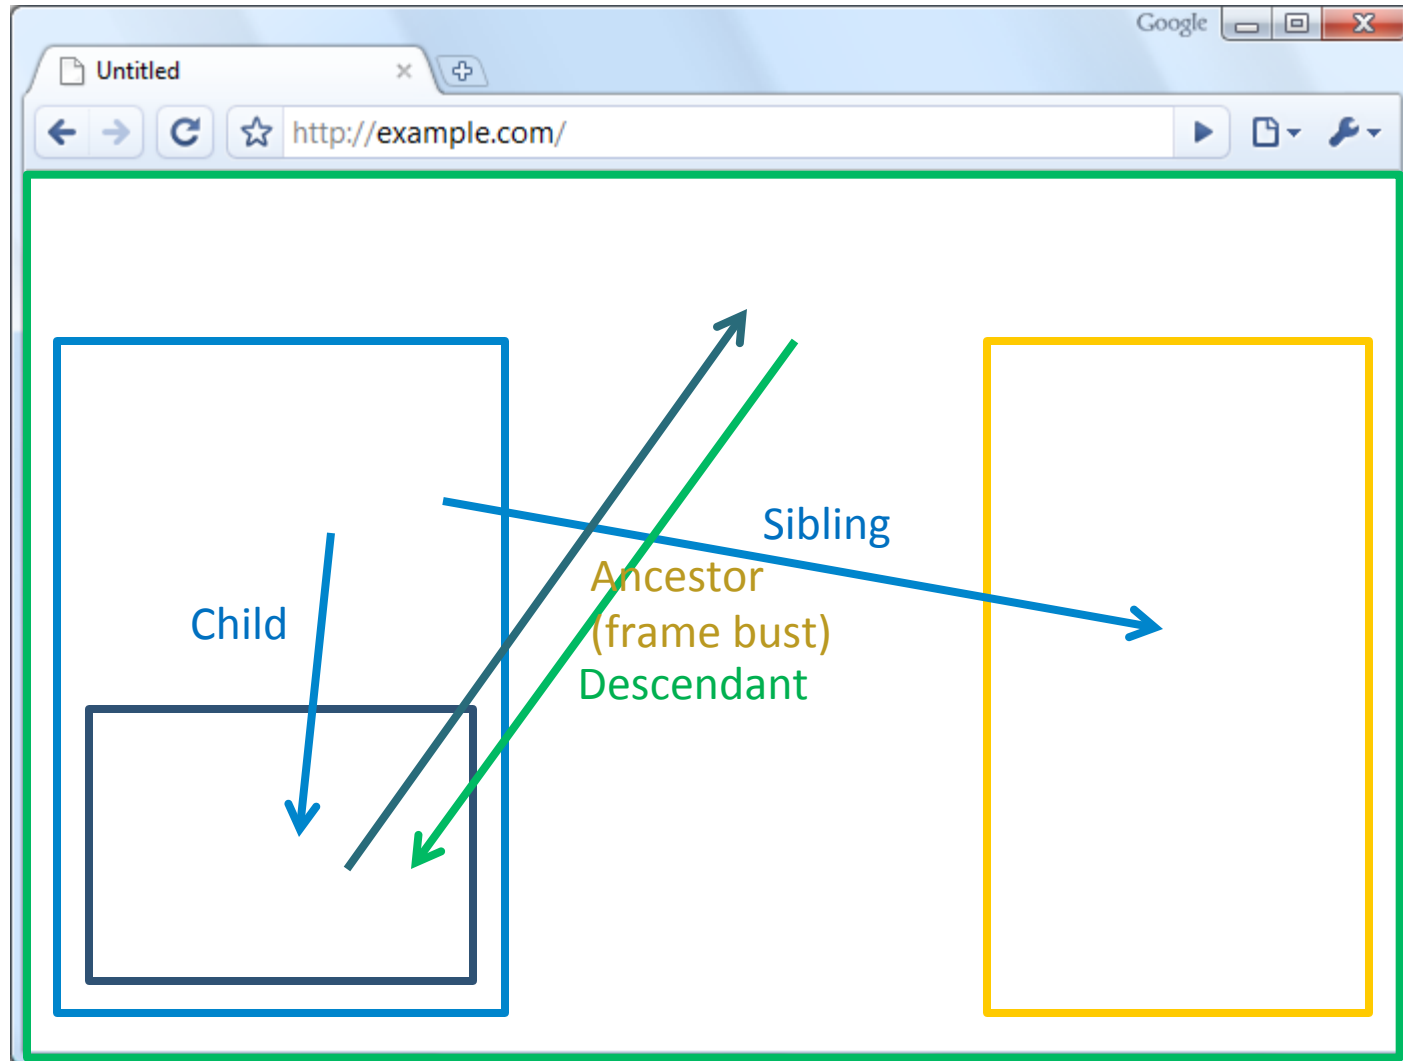 Google
Untitled
http://example.com/
Sibling
Ancestor
(frame bust)
Child
Descendant